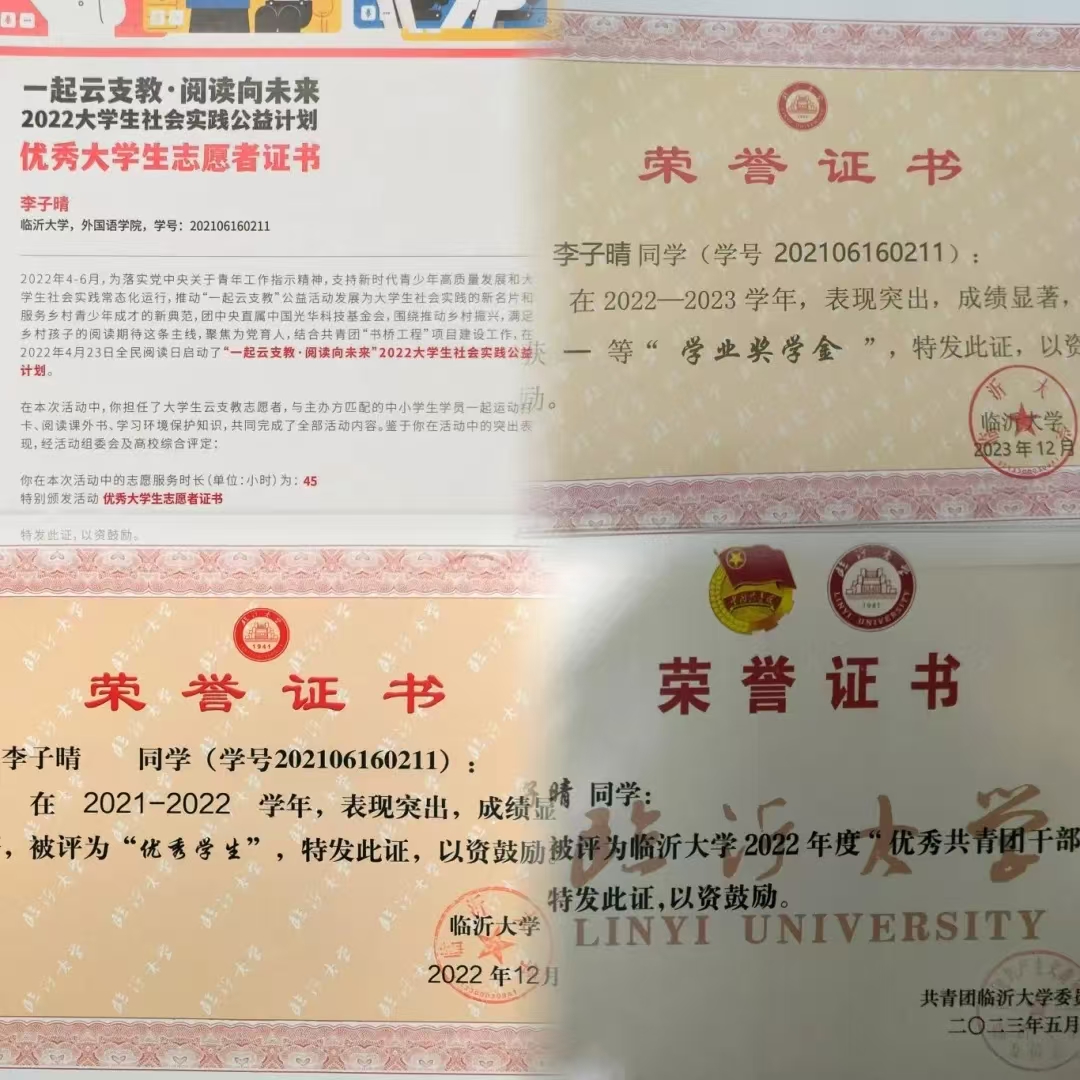 一起云支教·阅读向未来
2022大学生社会实践公益计划
优秀大学生志愿者证书
李子晴
临沂大学，外国语学院，学号：202106160211
2022年4-6月，为落实党中央关于青年工作指示精神，支持新时代青少年高质量发展和大
学生社会实践常态化运行，推动“一起云支教”公益活动发展为大学生社会实践的新名片和
服务乡村青少年成才的新典范，团中央直属中国光华科技基金会，围绕推动乡村振兴，满足
乡村孩子的阅读期待这条主线，聚焦为党育人，结合共青团“书桥工程”项目建设工作，在
2022年4月23日全民阅读日启动了“一起云支教·阅读向未来”2022大学生社会实践公益
计划。
在本次活动中，你担任了大学生云支教志愿者，与主办方匹配的中小学生学员一起运动打
卡、阅读课外书、学习环境保护知识，共同完成了全部活动内容。鉴于你在活动中的突出表
现，经活动组委会及高校综合评定：
你在本次活动中的志愿服务时长（单位：小时）为：45
特别颁发活动 优秀大学生志愿者证书
特发此证，以资鼓励。
荣誉证书
李子晴 同学（学号 202106160211）：
在 2022—2023 学年，表现突出，成绩显著，
获 一 等“ 学业奖学金 ”，特发此证，以资
励。
临沂大学
2023 年 12 月
临沂大学
1941
荣誉证书
李子晴 同学（学号202106160211）：
在 2021-2022 学年，表现突出，成绩显
，被评为“优秀学生”，特发此证，以资鼓励。
临沂大学
2022 年12月
临沂大学
LINYI UNIVERSITY
1941
荣誉证书
子晴 同学：
被评为临沂大学 2022 年度“优秀共青团干部
特发此证，以资鼓励。
临沂大学
LINYI UNIVERSITY
共青团临沂大学委员
二〇二三年五月